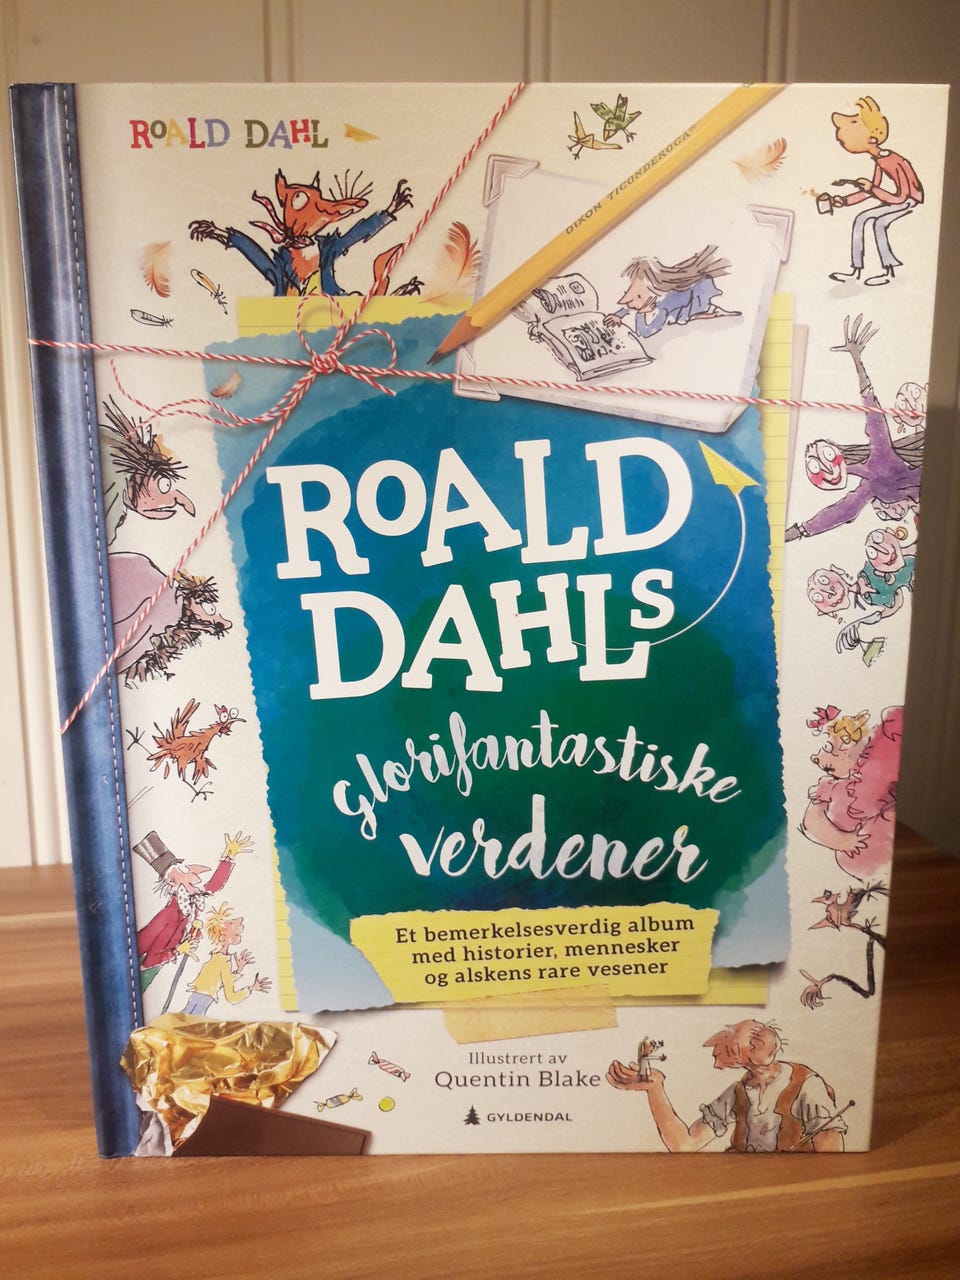 ROALD DAHL
DIXON TICONDEROGA
ROALD
DAHLS
glorifantastiske
verdener
Et bemerkelsesverdig album
med historier, mennesker
og alskens rare vesener
Illustrert av
Quentin Blake
GYLDENDAL